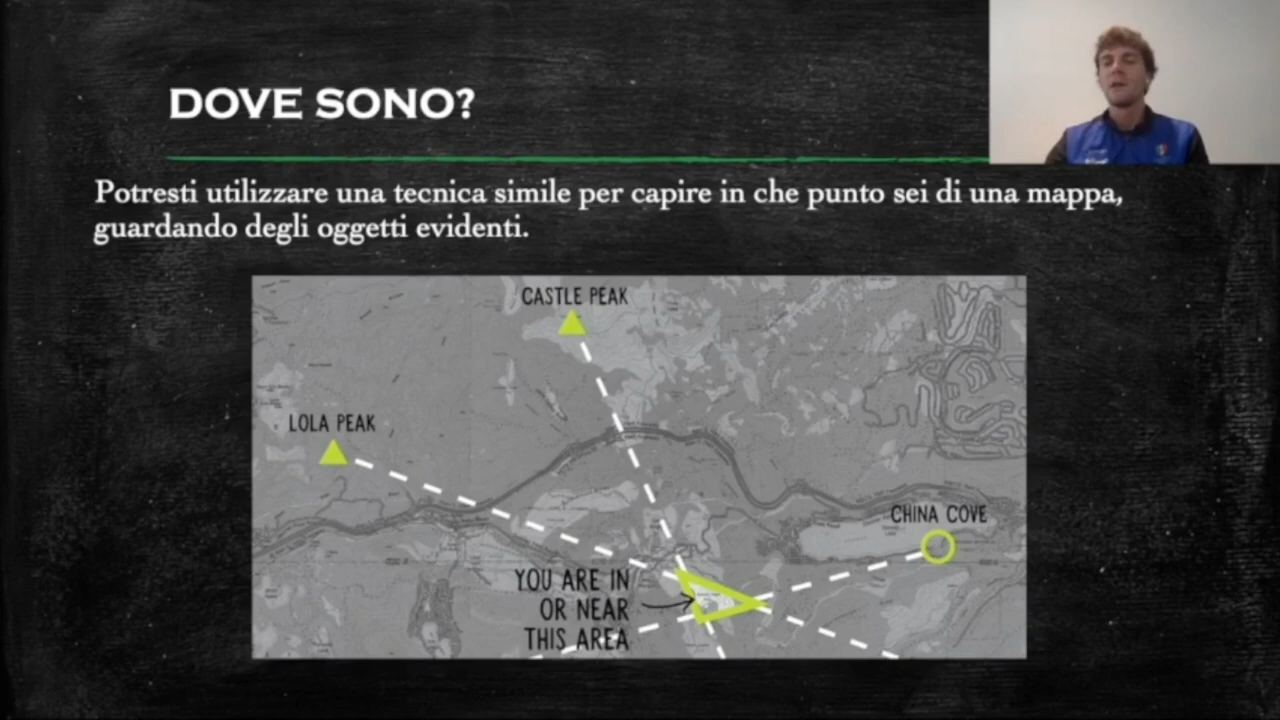 DOVE SONO?
Potresti utilizzare una tecnica simile per capire in che punto sei di una mappa,
guardando degli oggetti evidenti.
CASTLE PEAK
LOLA PEAK
CHINA COVE
YOU ARE IN
OR NEAR
THIS AREA